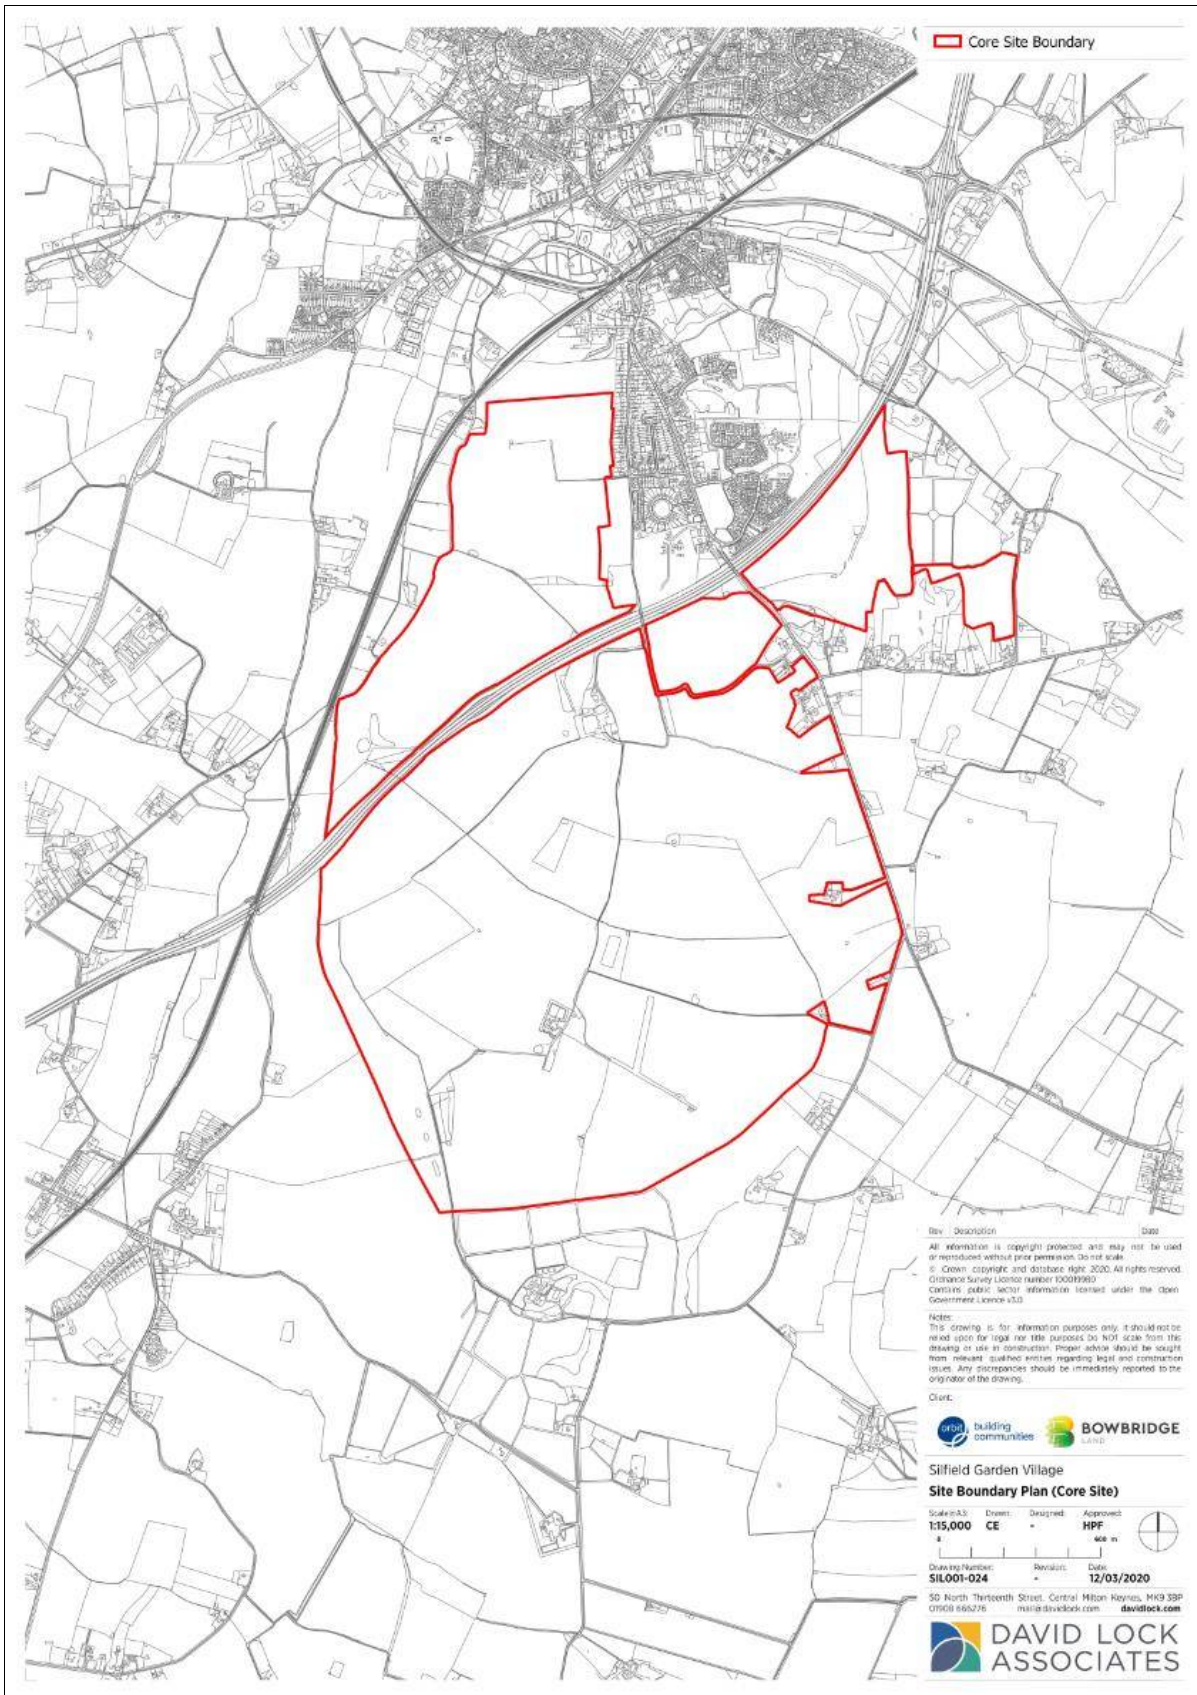 Core Site Boundary
Rev Description Date
All information is copyright protected and may not be used
or reproduced without prior permission. Do not scale.
© Crown copyright and database right 2020. All rights reserved.
Ordnance Survey Licence number 100019980
Contains public sector information licensed under the Open
Government Licence v3.0
Notes:
This drawing is for information purposes only. It should not be
relied upon for legal nor title purposes. Do NOT scale from this
drawing or use in construction. Proper advice should be sought
from relevant qualified entities regarding legal and construction
issues. Any discrepancies should be immediately reported to the
originator of the drawing.
Client:
orbit building
communities
BOWBRIDGE
LAND
Silfield Garden Village
Site Boundary Plan (Core Site)
Scale@A3: Drawn: Designed: Approved:
1:15,000 CE - HPF
0 600 m
Drawing Number: Revision: Date:
SIL001-024 - 12/03/2020
50 North Thirteenth Street, Central Milton Keynes, MK9 3BP
01908 666276 mail@davidlock.com davidlock.com
DAVID LOCK
ASSOCIATES